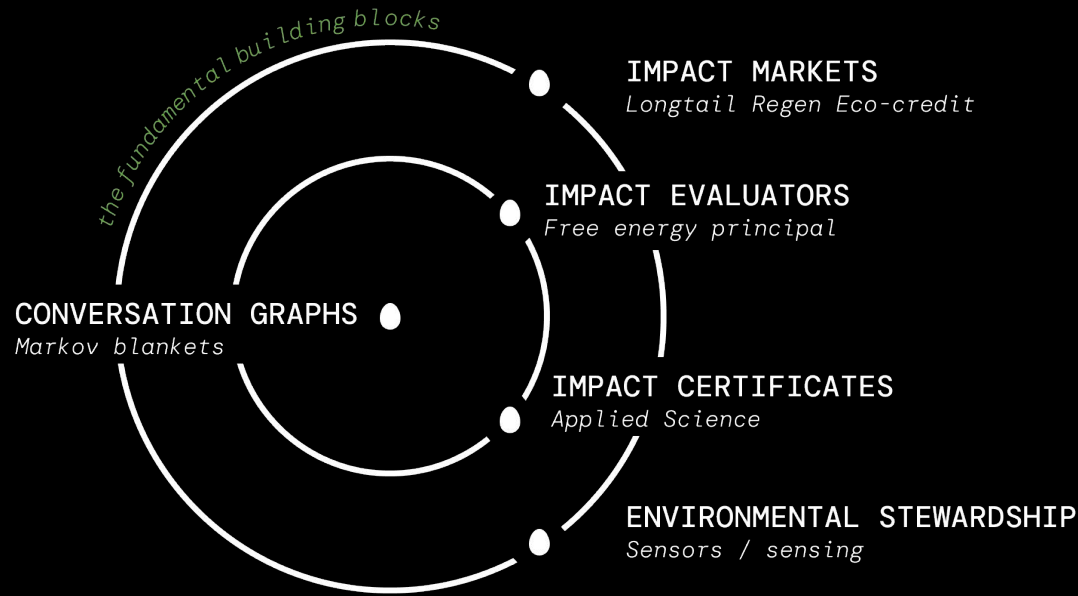 the fundamental building blocks
IMPACT MARKETS
Longtail Regen Eco-credit
IMPACT EVALUATORS
Free energy principal
CONVERSATION GRAPHS
Markov blankets
IMPACT CERTIFICATES
Applied Science
ENVIRONMENTAL STEWARDSHIP
Sensors / sensing